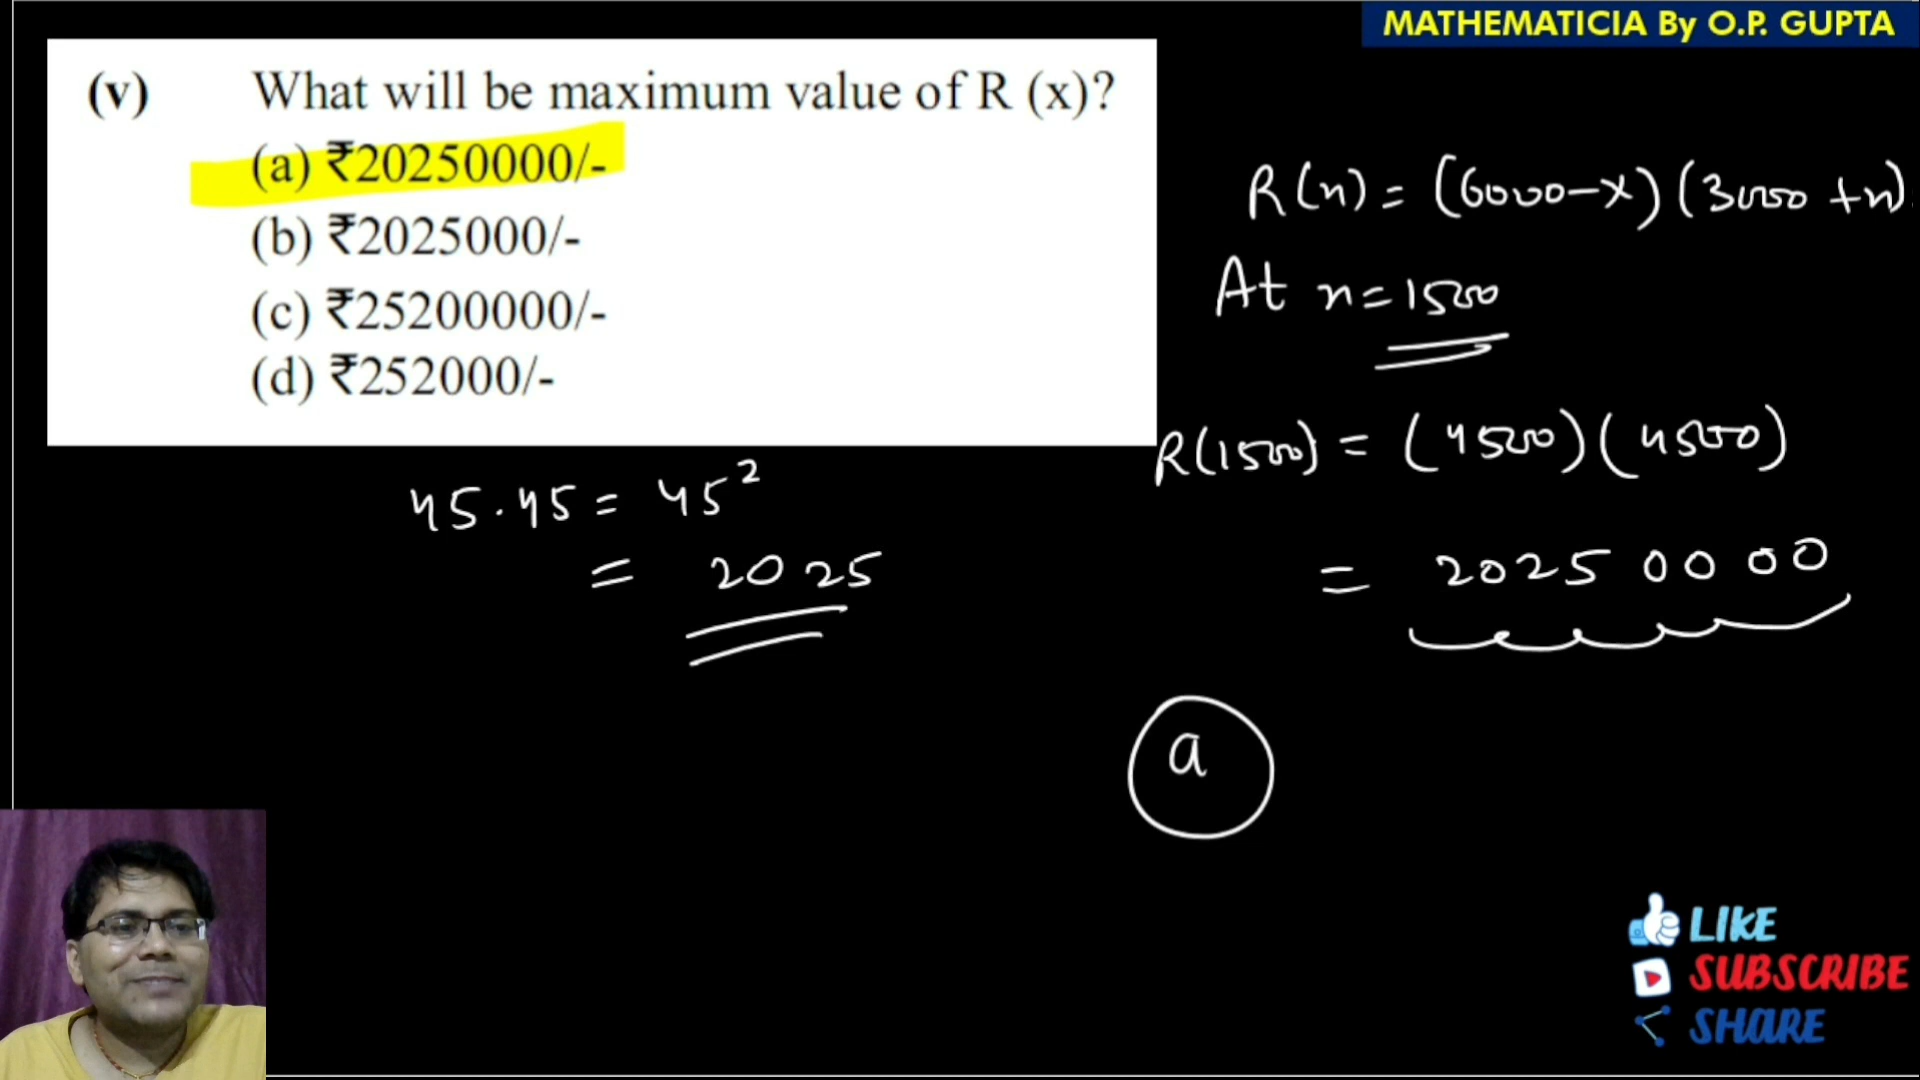 MATHEMATICIA By O.P. GUPTA
(v) What will be maximum value of R (x)?
(a) ₹20250000/-
(b) ₹2025000/-
(c) ₹25200000/-
(d) ₹252000/-
R(x) = (6000-x)(3000+x)
At x=1500
R(1500) = (4500)(4500)
= 20250000
45.45 = 45²
= 2025
a
LIKE
SUBSCRIBE
SHARE